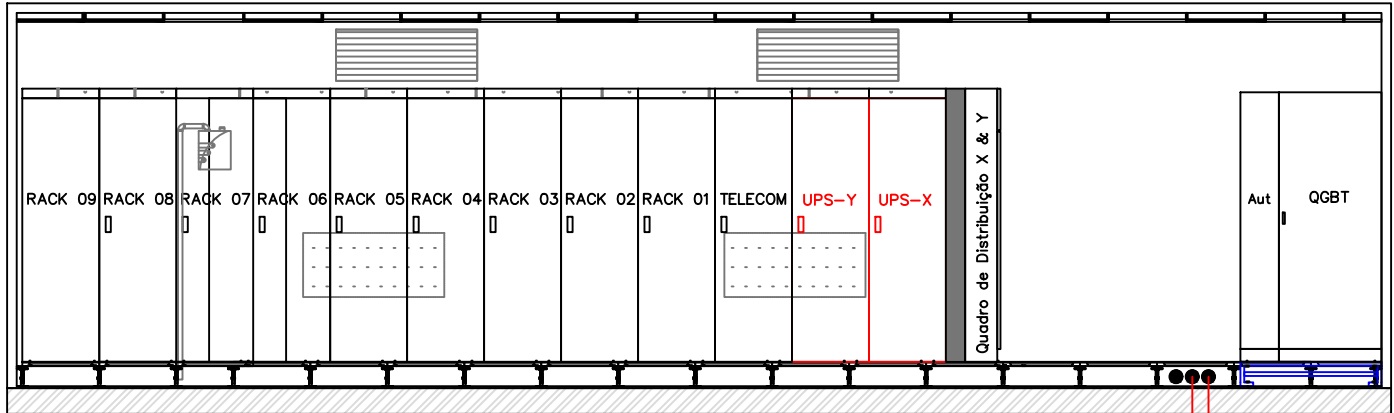 RACK 09
RACK 08
RACK 07
RACK 06
RACK 05
RACK 04
RACK 03
RACK 02
RACK 01
TELECOM
UPS-Y
UPS-X
Quadro de Distribuição X & Y
Aut
QGBT